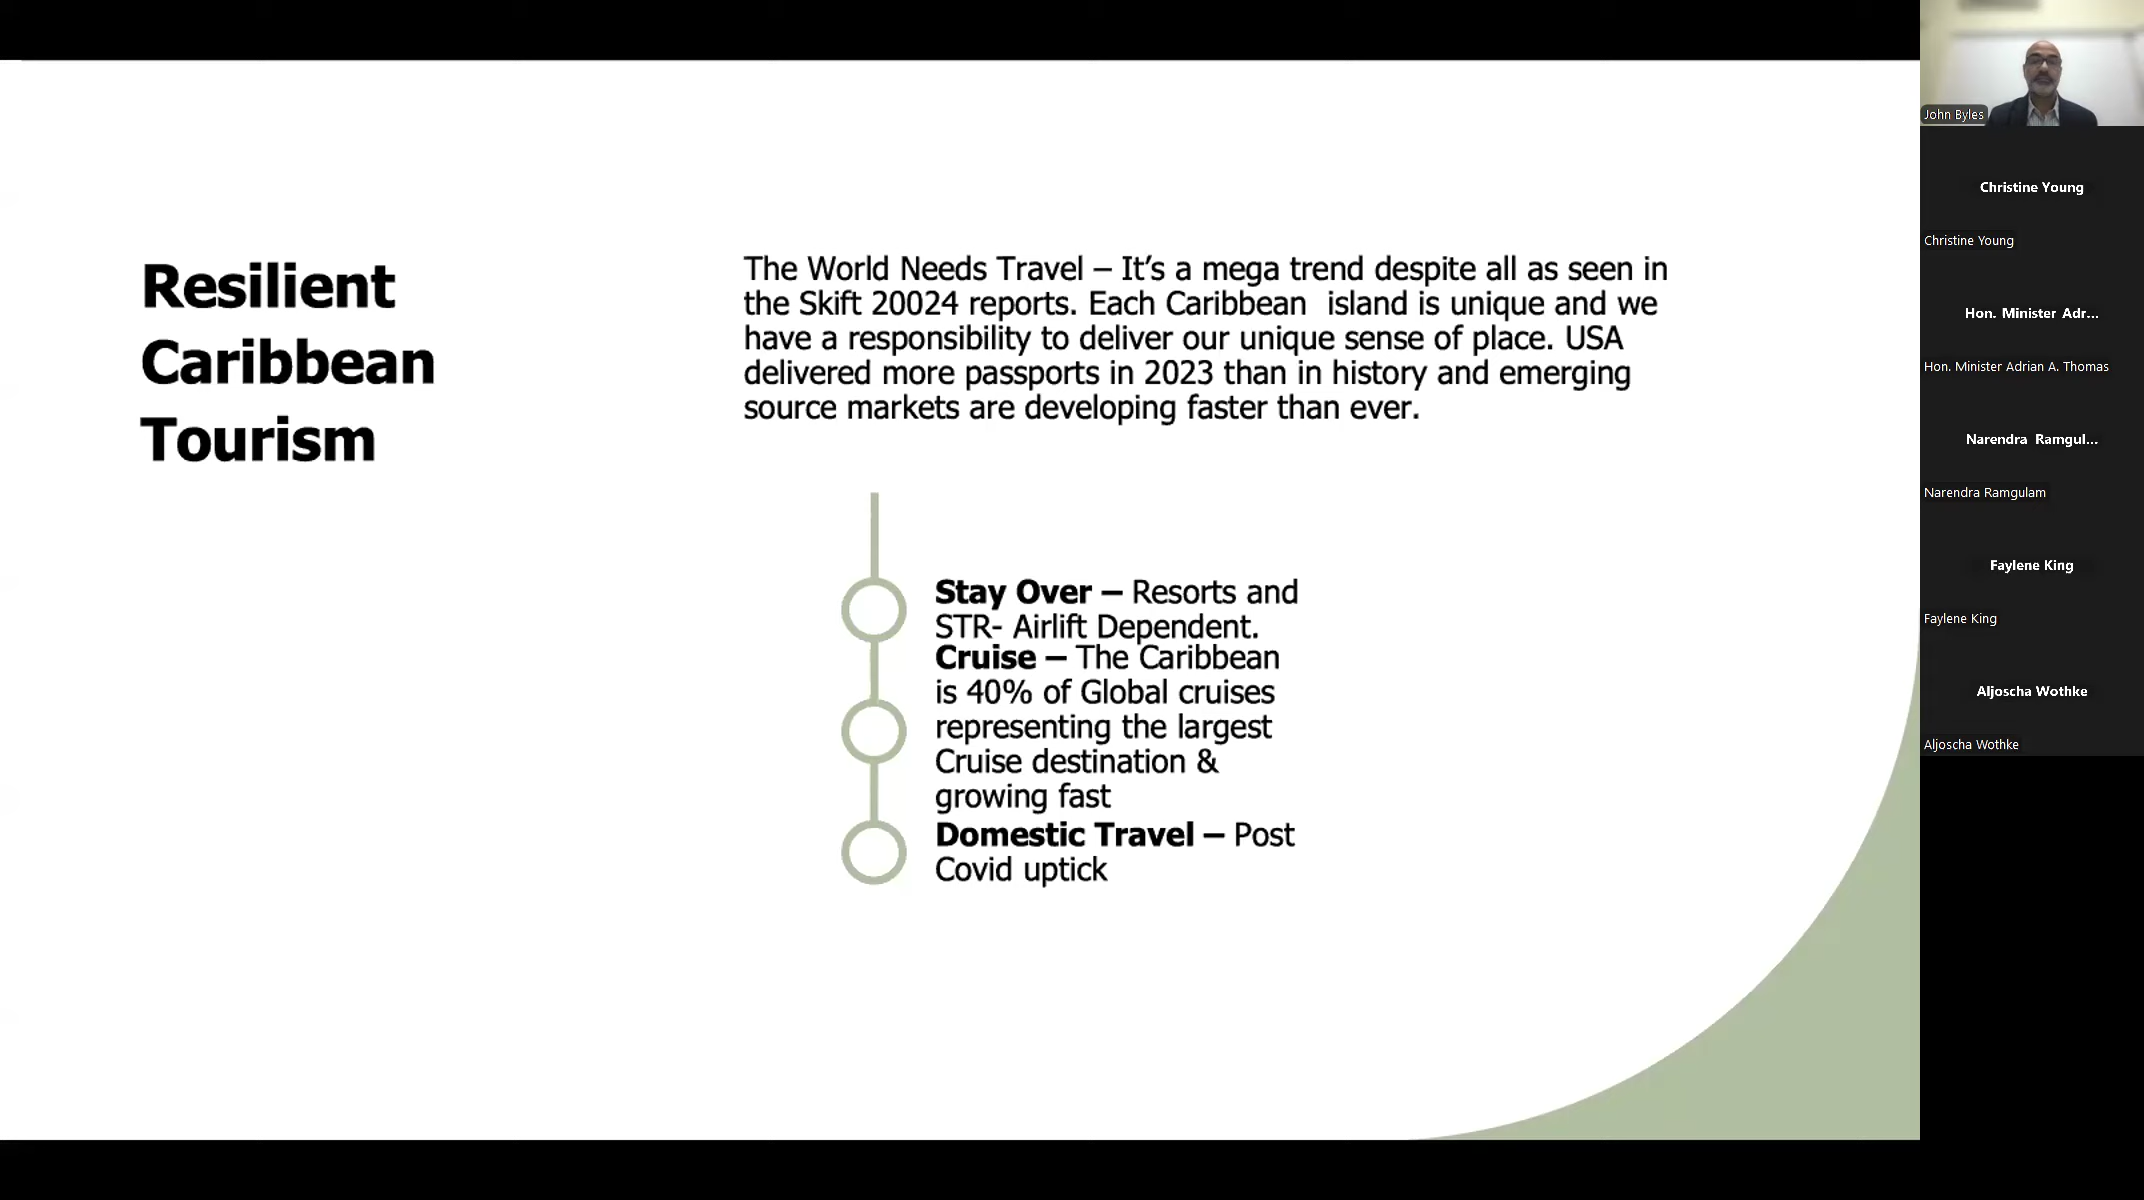 Resilient
Caribbean
Tourism
The World Needs Travel – It’s a mega trend despite all as seen in
the Skift 20024 reports. Each Caribbean  island is unique and we
have a responsibility to deliver our unique sense of place. USA
delivered more passports in 2023 than in history and emerging
source markets are developing faster than ever.
Stay Over – Resorts and
STR- Airlift Dependent.
Cruise – The Caribbean
is 40% of Global cruises
representing the largest
Cruise destination &
growing fast
Domestic Travel – Post
Covid uptick
John Byles
Christine Young
Christine Young
Hon. Minister Adr...
Hon. Minister Adrian A. Thomas
Narendra Ramgul...
Narendra Ramgulam
Faylene King
Faylene King
Aljoscha Wothke
Aljoscha Wothke